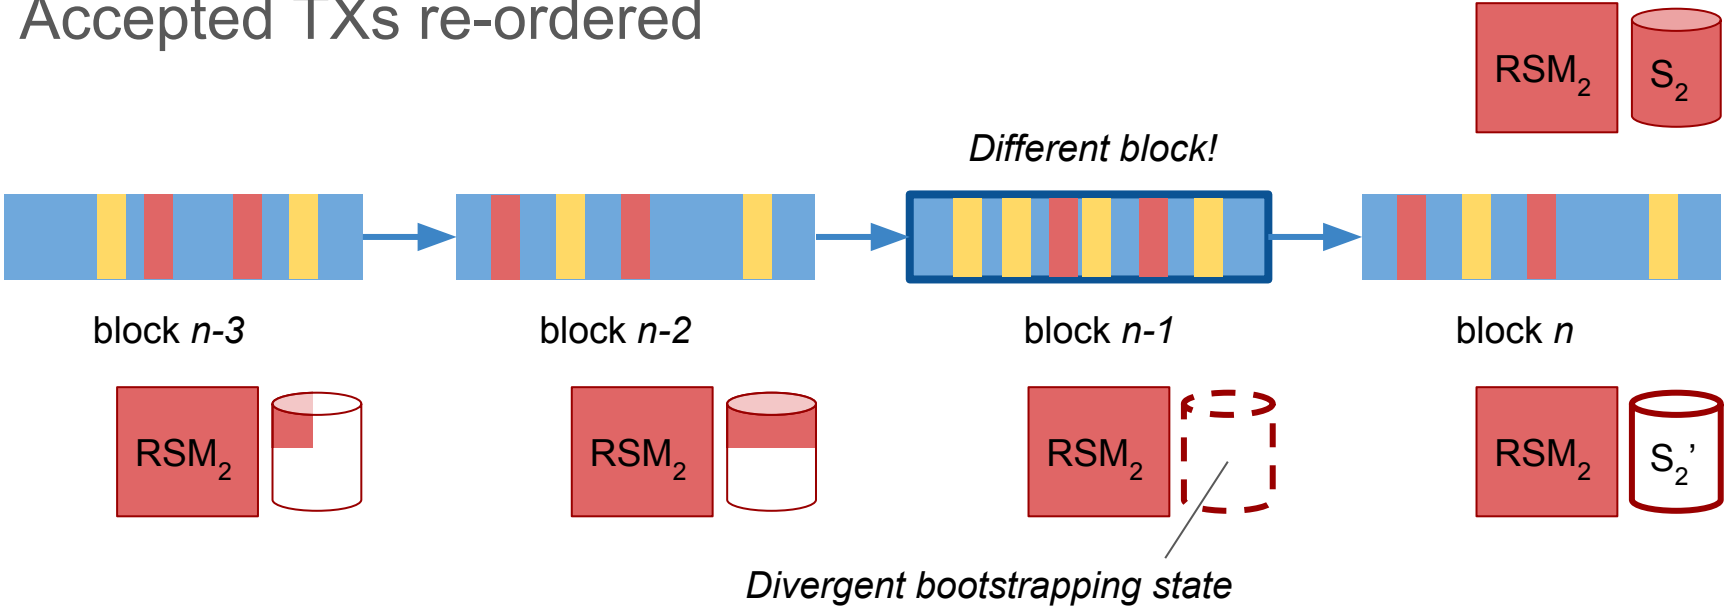 Accepted TXs re-ordered
RSM₂
S₂
Different block!
block n-3
block n-2
block n-1
block n
RSM₂
RSM₂
RSM₂
RSM₂
S₂’
Divergent bootstrapping state